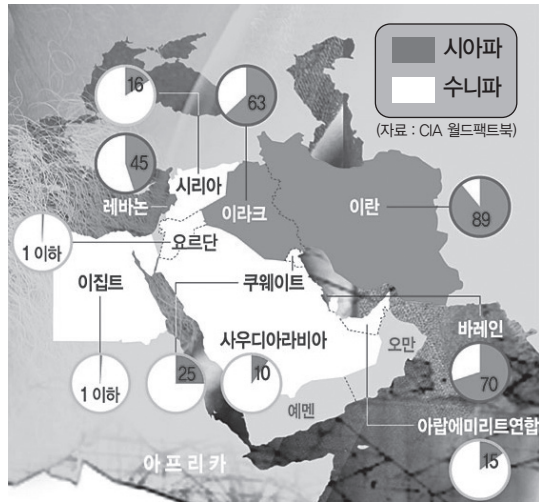 시아파
수니파
(자료 : CIA 월드팩트북)
16
63
45
시리아
레바논
이라크
이란
89
1 이하
요르단
이집트
쿠웨이트
바레인
사우디아라비아
오만
1 이하
25
10
70
예멘
아랍에미리트연합
아프리카
15